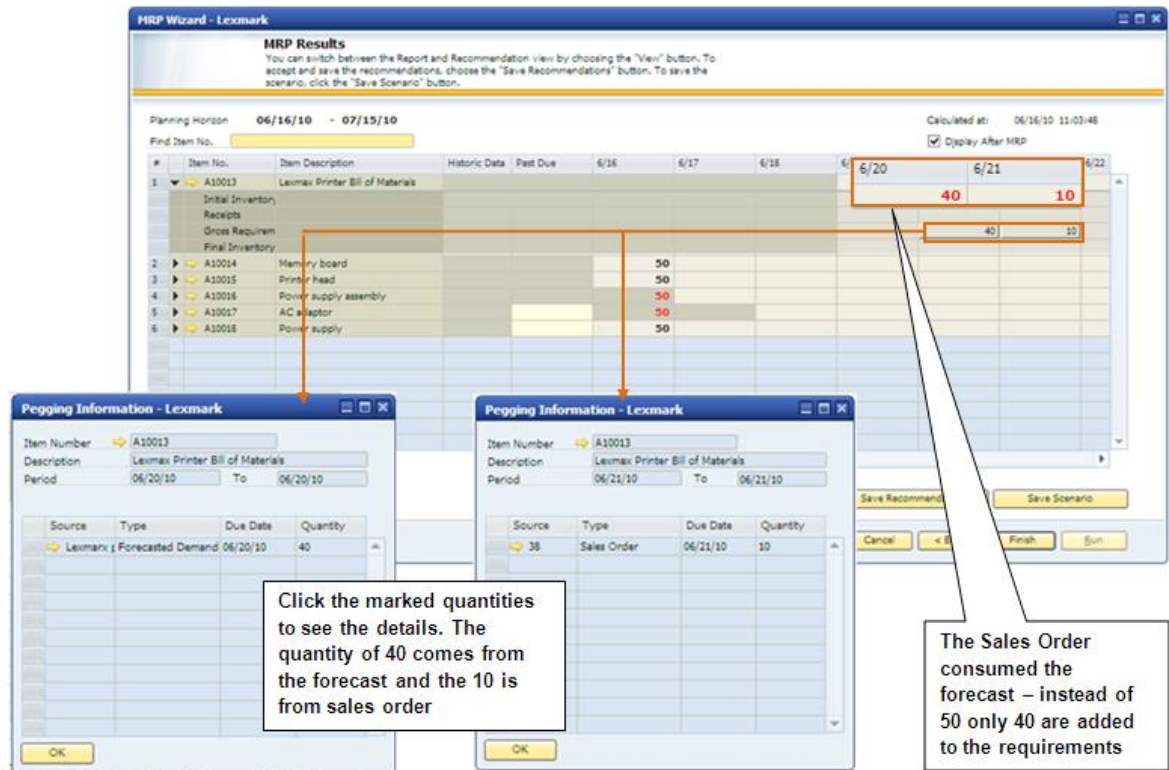 MRP Wizard - Lexmark
MRP Results
You can switch between the Report and Recommendation view by choosing the "View" button. To
accept and save the recommendations, choose the "Save Recommendations" button. To save the
scenario, click the "Save Scenario" button.
Planning Horizon 06/16/10 - 07/15/10 Calculated at: 06/16/10 11:03:48
Find Item No. Display After MRP
# Item No. Item Description Historic Data Past Due 6/16 6/17 6/18 6/20 6/21 6/22
1 A10013 Lexmax Printer Bill of Materials 40 10
Initial Inventory
Receipts
Gross Requirem 40 10
Final Inventory
2 A10014 Memory board 50
3 A10015 Printer head 50
4 A10016 Power supply assembly 50
5 A10017 AC adaptor 50
6 A10018 Power supply 50
Save Recommend Save Scenario
Cancel < B Finish Run
Pegging Information - Lexmark
Item Number A10013
Description Lexmax Printer Bill of Materials
Period 06/20/10 To 06/20/10
Source Type Due Date Quantity
Lexmarx p Forecasted Demand 06/20/10 40
OK
Pegging Information - Lexmark
Item Number A10013
Description Lexmax Printer Bill of Materials
Period 06/21/10 To 06/21/10
Source Type Due Date Quantity
38 Sales Order 06/21/10 10
OK
Click the marked quantities
to see the details. The
quantity of 40 comes from
the forecast and the 10 is
from sales order
The Sales Order
consumed the
forecast – instead of
50 only 40 are added
to the requirements